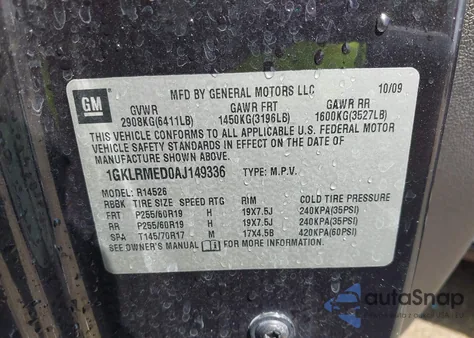 GM
MFD BY GENERAL MOTORS LLC 10/09
GVWR GAWR FRT GAWR RR
2908KG(6411LB) 1450KG(3196LB) 1600KG(3527LB)
THIS VEHICLE CONFORMS TO ALL APPLICABLE U.S. FEDERAL MOTOR
VEHICLE SAFETY STANDARDS IN EFFECT ON THE DATE OF
MANUFACTURE SHOWN ABOVE.
1GKLRMED0AJ149336 TYPE: M.P.V.
MODEL: R14526
RBBK TIRE SIZE SPEED RTG RIM COLD TIRE PRESSURE
FRT P255/60R19 H 19X7.5J 240KPA(35PSI)
RR P255/60R19 H 19X7.5J 240KPA(35PSI)
SPA T145/70R17 M 17X4.5B 420KPA(60PSI)
SEE OWNER'S MANUAL FOR MORE INFORMATION.
autoSnap